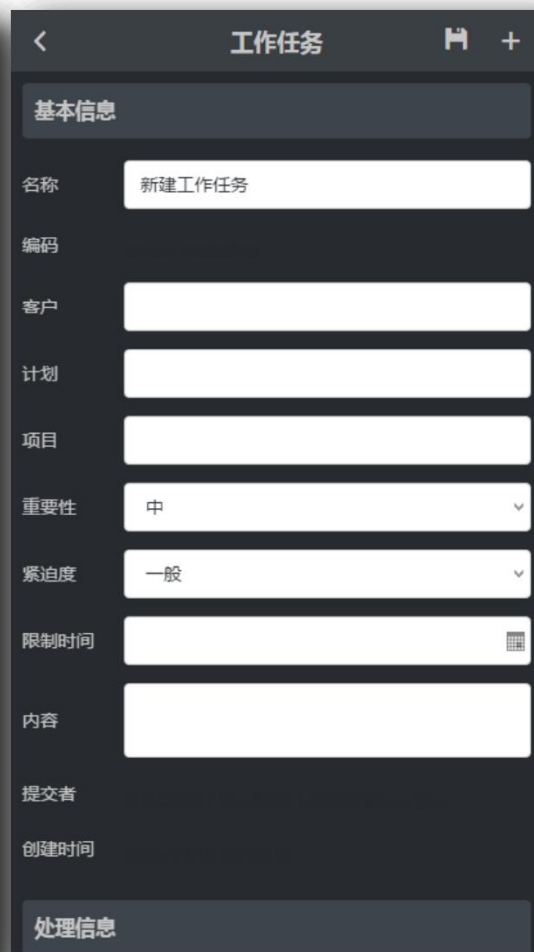 工作任务
基本信息
名称 新建工作任务
编码
客户
计划
项目
重要性 中
紧迫度 一般
限制时间
内容
提交者
创建时间
处理信息